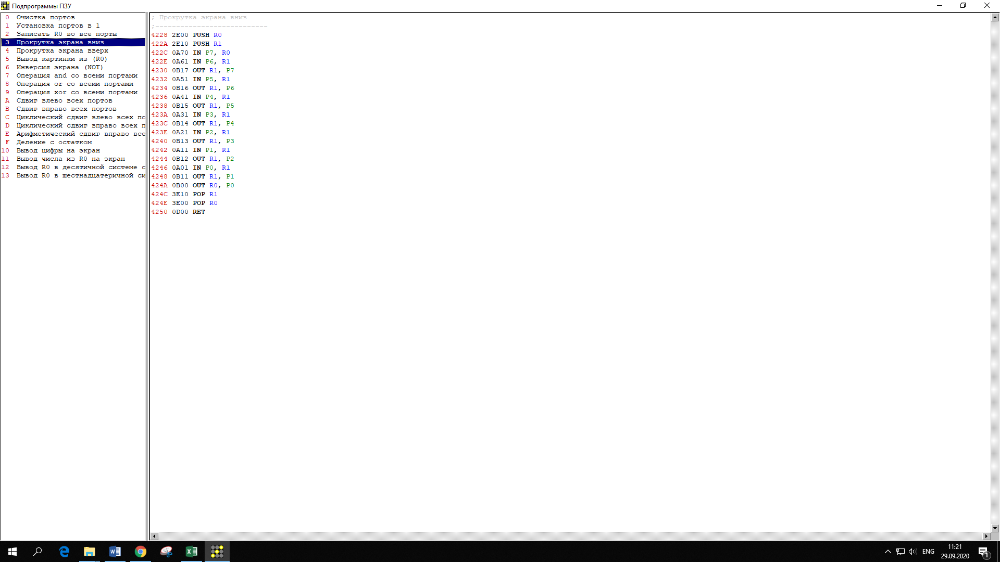 Подпрограммы ПЗУ
0 Очистка портов
1 Установка портов в 1
2 Записать R0 во все порты
3 Прокрутка экрана вниз
4 Прокрутка экрана вверх
5 Вывод картинки из (R0)
6 Инверсия экрана (NOT)
7 Операция and со всеми портами
8 Операция or со всеми портами
9 Операция xor со всеми портами
A Сдвиг влево всех портов
B Сдвиг вправо всех портов
C Циклический сдвиг влево всех по
D Циклический сдвиг вправо всех п
E Арифметический сдвиг вправо все
F Деление с остатком
10 Вывод цифры на экран
11 Вывод числа из R0 на экран
12 Вывод R0 в десятичной системе с
13 Вывод R0 в шестнадцатеричной си
; Прокрутка экрана вниз
;---------------------------
4228 2E00 PUSH R0
422A 2E10 PUSH R1
422C 0A70 IN P7, R0
422E 0A61 IN P6, R1
4230 0B17 OUT R1, P7
4232 0A51 IN P5, R1
4234 0B16 OUT R1, P6
4236 0A41 IN P4, R1
4238 0B15 OUT R1, P5
423A 0A31 IN P3, R1
423C 0B14 OUT R1, P4
423E 0A21 IN P2, R1
4240 0B13 OUT R1, P3
4242 0A11 IN P1, R1
4244 0B12 OUT R1, P2
4246 0A01 IN P0, R1
4248 0B11 OUT R1, P1
424A 0B00 OUT R0, P0
424C 3E10 POP R1
424E 3E00 POP R0
4250 0D00 RET
ENG
11:21
29.09.2020
1